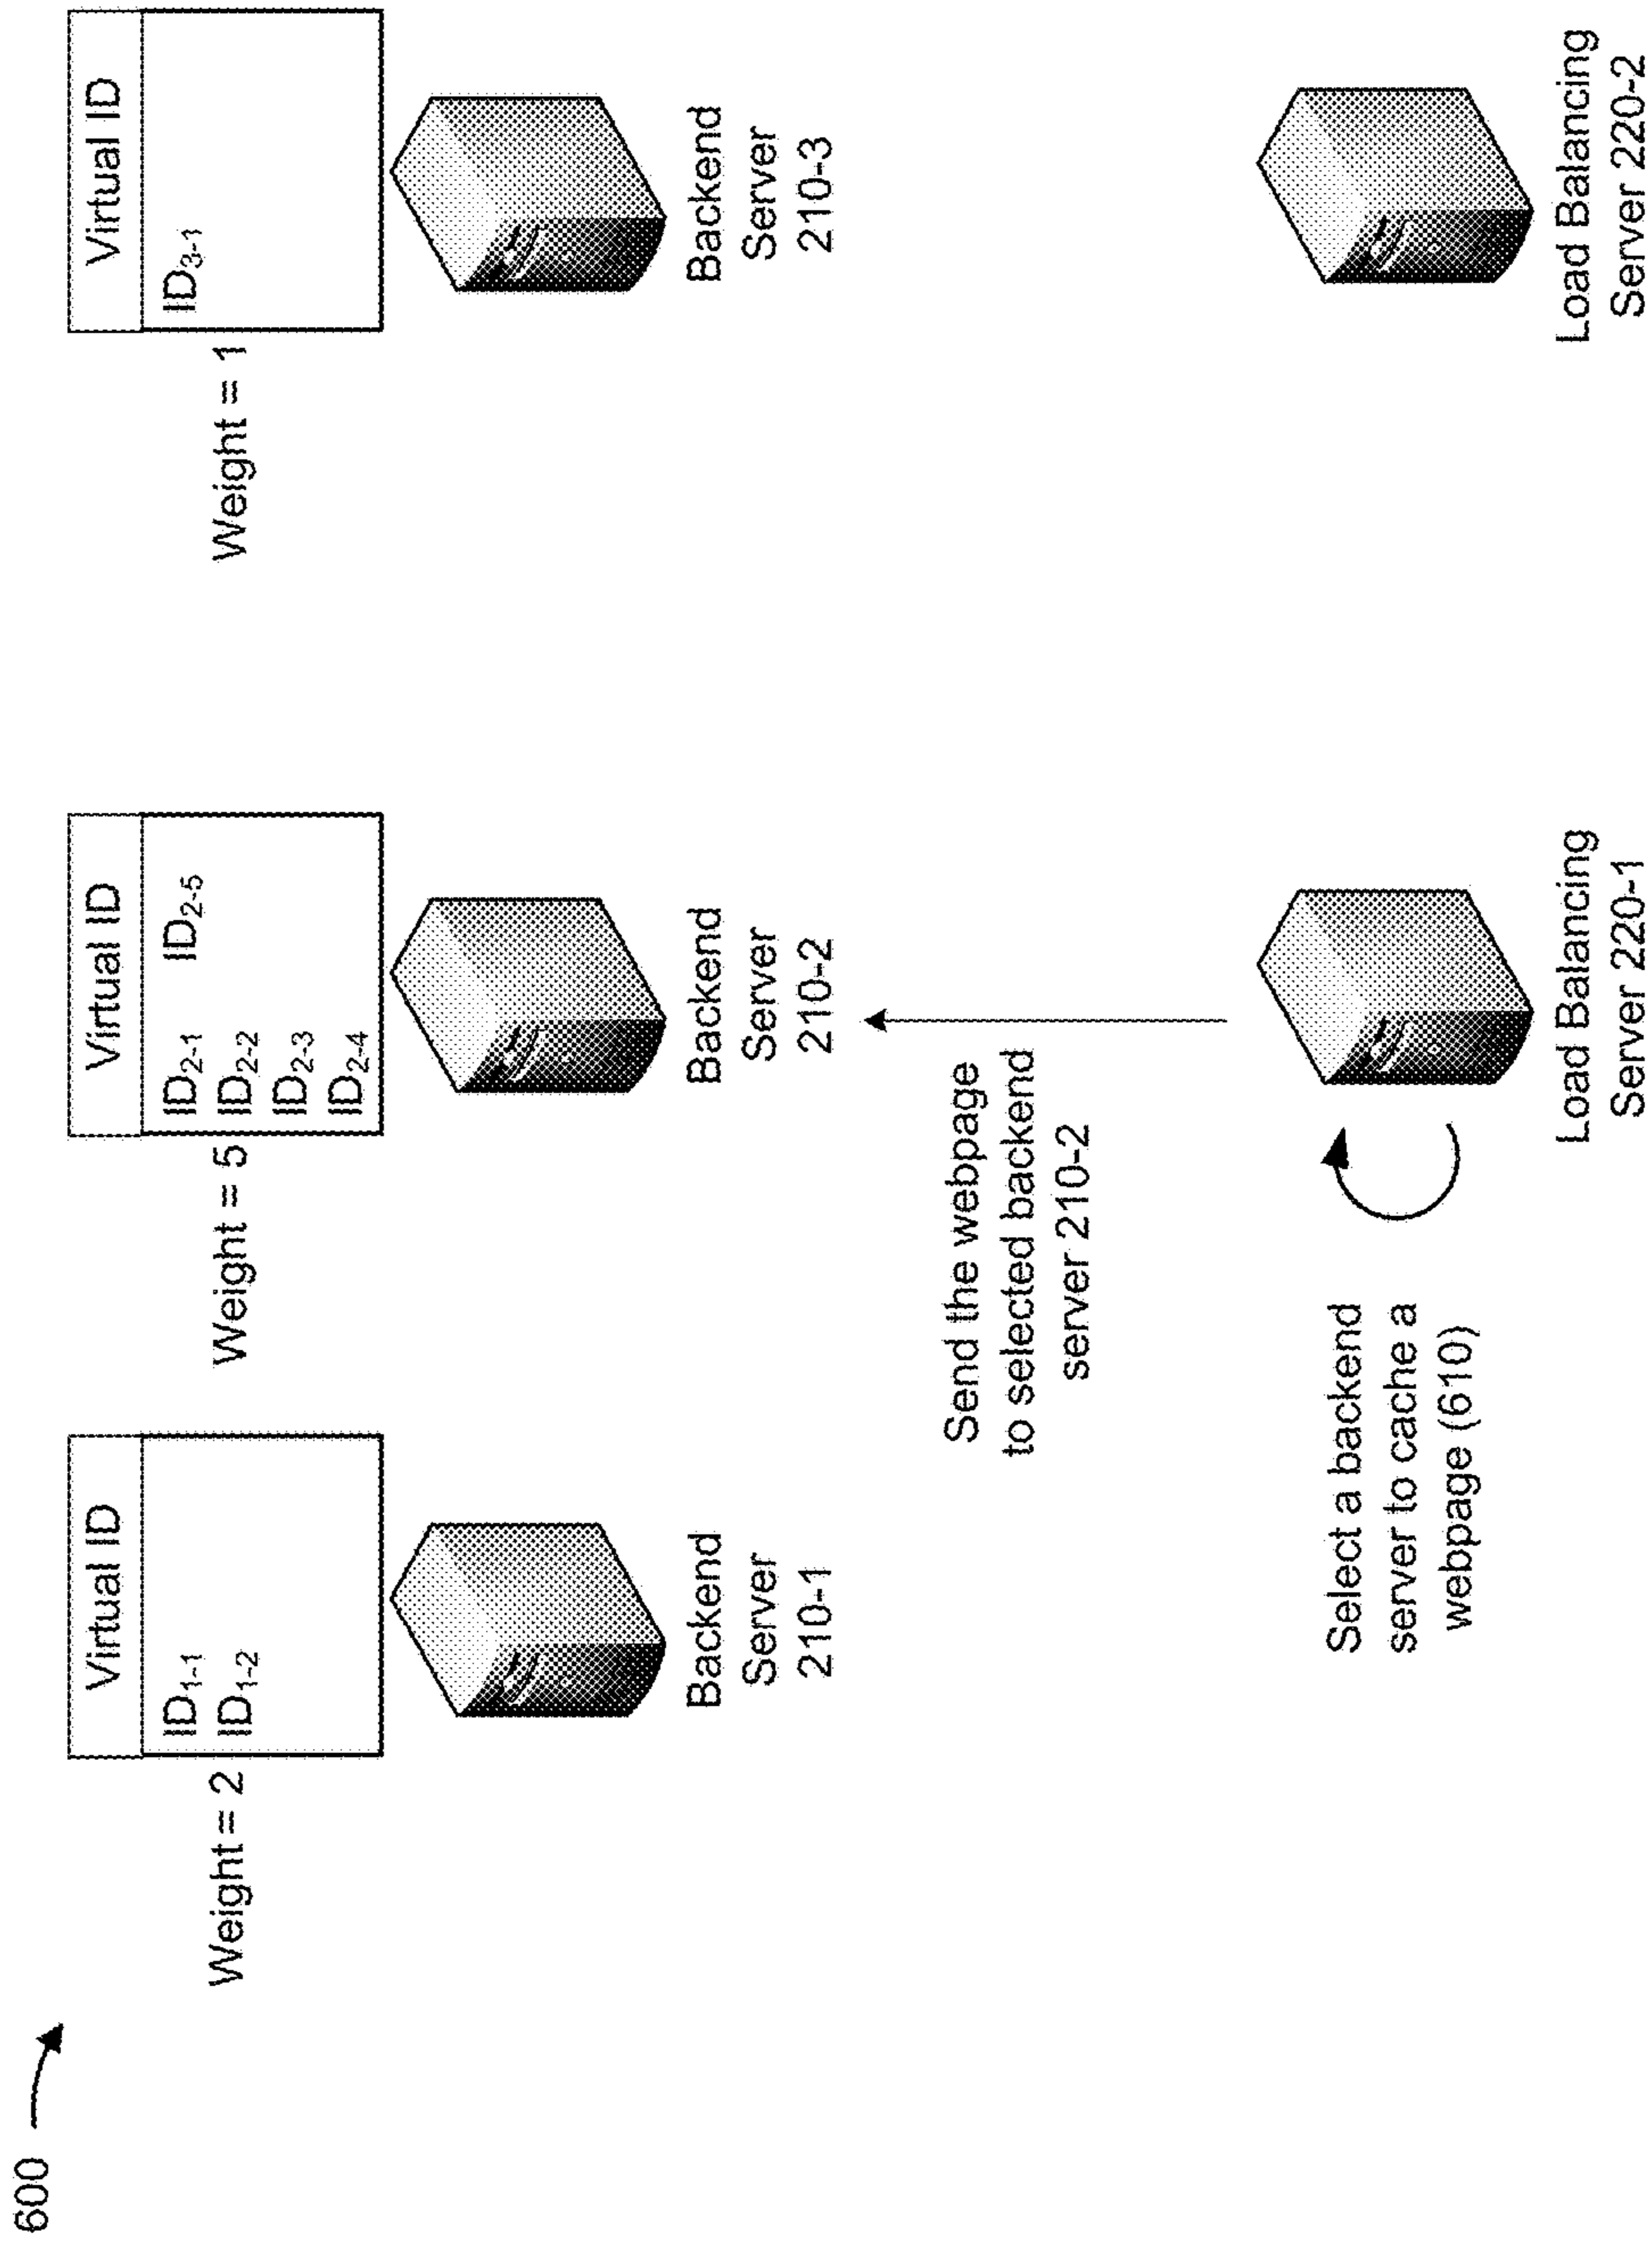 600
Weight = 2
Virtual ID
ID1-1
ID1-2
Backend
Server
210-1
Weight = 5
Virtual ID
ID2-1 ID2-5
ID2-2
ID2-3
ID2-4
Backend
Server
210-2
Weight = 1
Virtual ID
ID3-1
Backend
Server
210-3
Send the webpage
to selected backend
server 210-2
Select a backend
server to cache a
webpage (610)
Load Balancing
Server 220-1
Load Balancing
Server 220-2